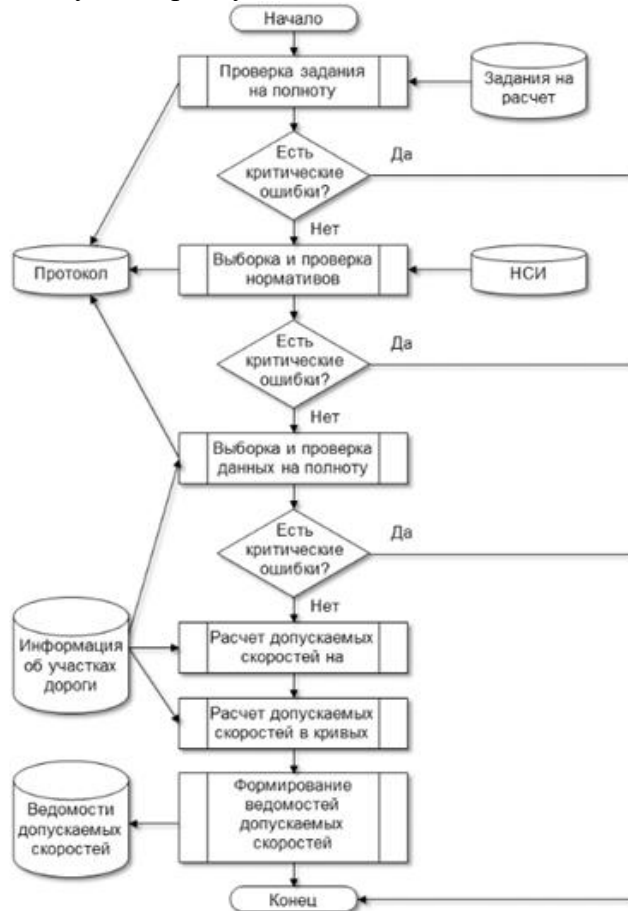 Начало
Проверка задания
на полноту
Задания на
расчет
Есть
критические
ошибки?
Да
Нет
Протокол
Выборка и проверка
нормативов
НСИ
Есть
критические
ошибки?
Да
Нет
Выборка и проверка
данных на полноту
Есть
критические
ошибки?
Да
Нет
Информация
об участках
дороги
Расчет допускаемых
скоростей на
Расчет допускаемых
скоростей в кривых
Ведомости
допускаемых
скоростей
Формирование
ведомостей
допускаемых
скоростей
Конец